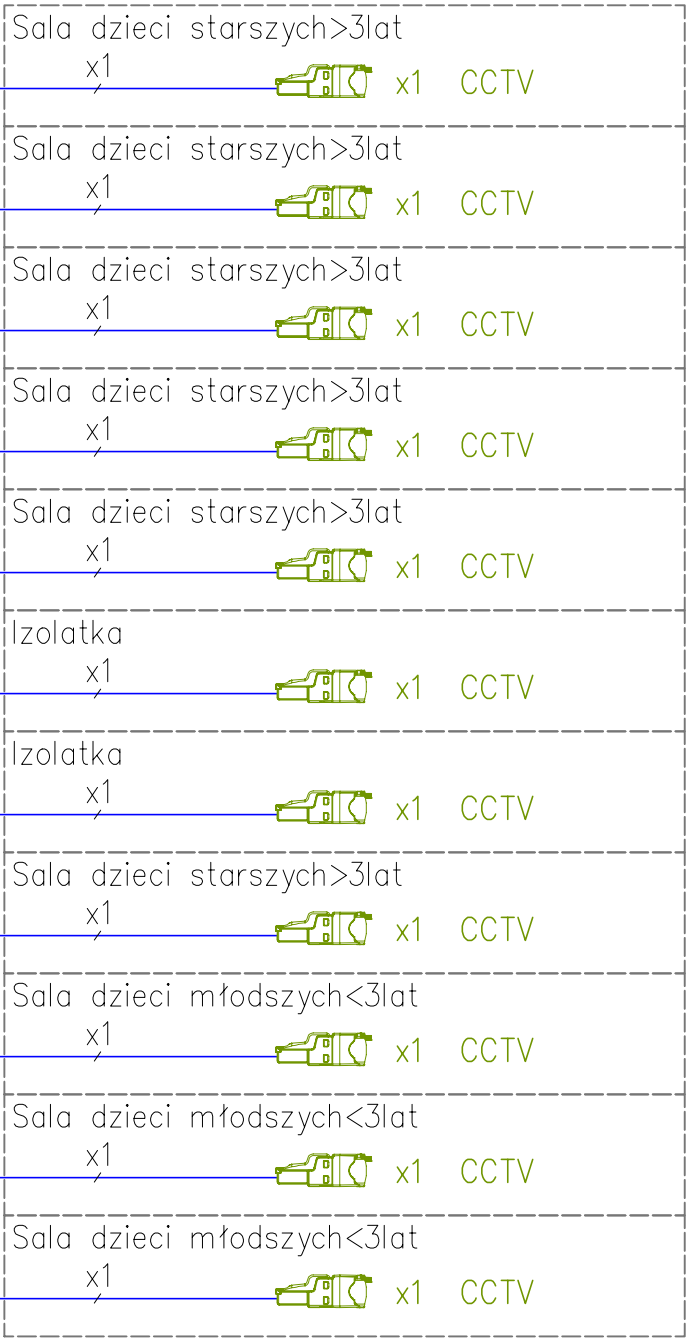 Sala dzieci starszych>3lat
x1
x1 CCTV
Sala dzieci starszych>3lat
x1
x1 CCTV
Sala dzieci starszych>3lat
x1
x1 CCTV
Sala dzieci starszych>3lat
x1
x1 CCTV
Sala dzieci starszych>3lat
x1
x1 CCTV
Izolatka
x1
x1 CCTV
Izolatka
x1
x1 CCTV
Sala dzieci starszych>3lat
x1
x1 CCTV
Sala dzieci młodszych<3lat
x1
x1 CCTV
Sala dzieci młodszych<3lat
x1
x1 CCTV
Sala dzieci młodszych<3lat
x1
x1 CCTV